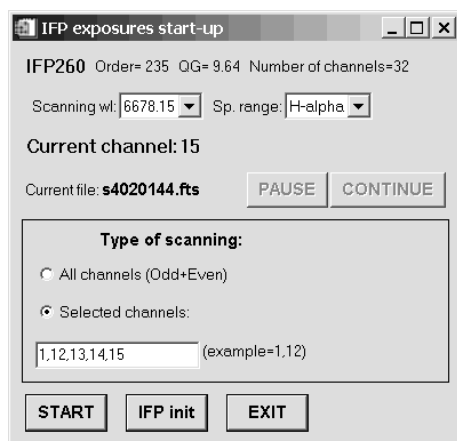 IFP exposures start-up
IFP260 Order= 235 QG= 9.64 Number of channels=32
Scanning wl: 6678.15 Sp. range: H-alpha
Current channel: 15
Current file: s4020144.fts PAUSE CONTINUE
Type of scanning:
All channels (Odd+Even)
Selected channels:
1,12,13,14,15 (example=1,12)
START IFP init EXIT